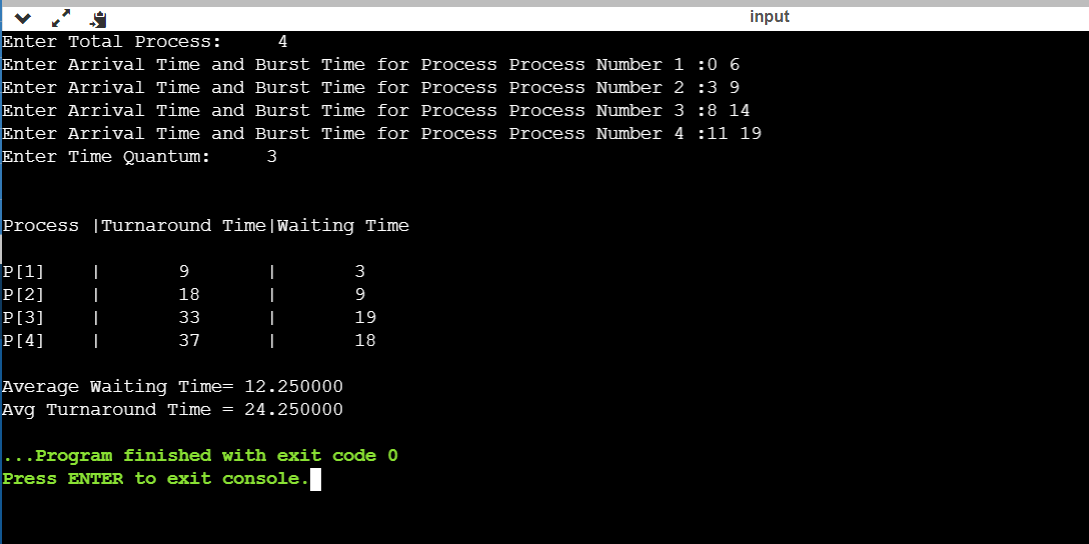 input
Enter Total Process:     4
Enter Arrival Time and Burst Time for Process Process Number 1 :0 6
Enter Arrival Time and Burst Time for Process Process Number 2 :3 9
Enter Arrival Time and Burst Time for Process Process Number 3 :8 14
Enter Arrival Time and Burst Time for Process Process Number 4 :11 19
Enter Time Quantum:     3
Process |Turnaround Time|Waiting Time
P[1]    |       9       |       3
P[2]    |       18      |       9
P[3]    |       33      |       19
P[4]    |       37      |       18
Average Waiting Time= 12.250000
Avg Turnaround Time = 24.250000
...Program finished with exit code 0
Press ENTER to exit console.